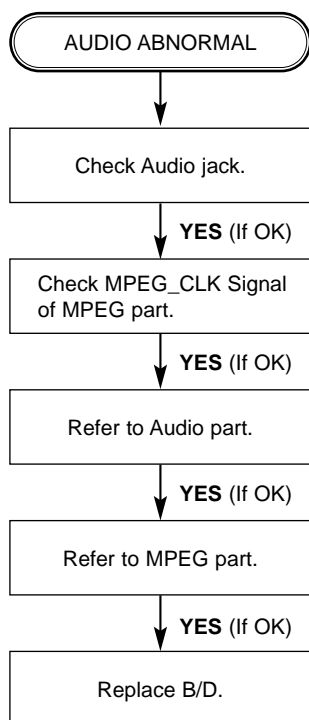 AUDIO ABNORMAL
Check Audio jack.
YES (If OK)
Check MPEG_CLK Signal
of MPEG part.
YES (If OK)
Refer to Audio part.
YES (If OK)
Refer to MPEG part.
YES (If OK)
Replace B/D.